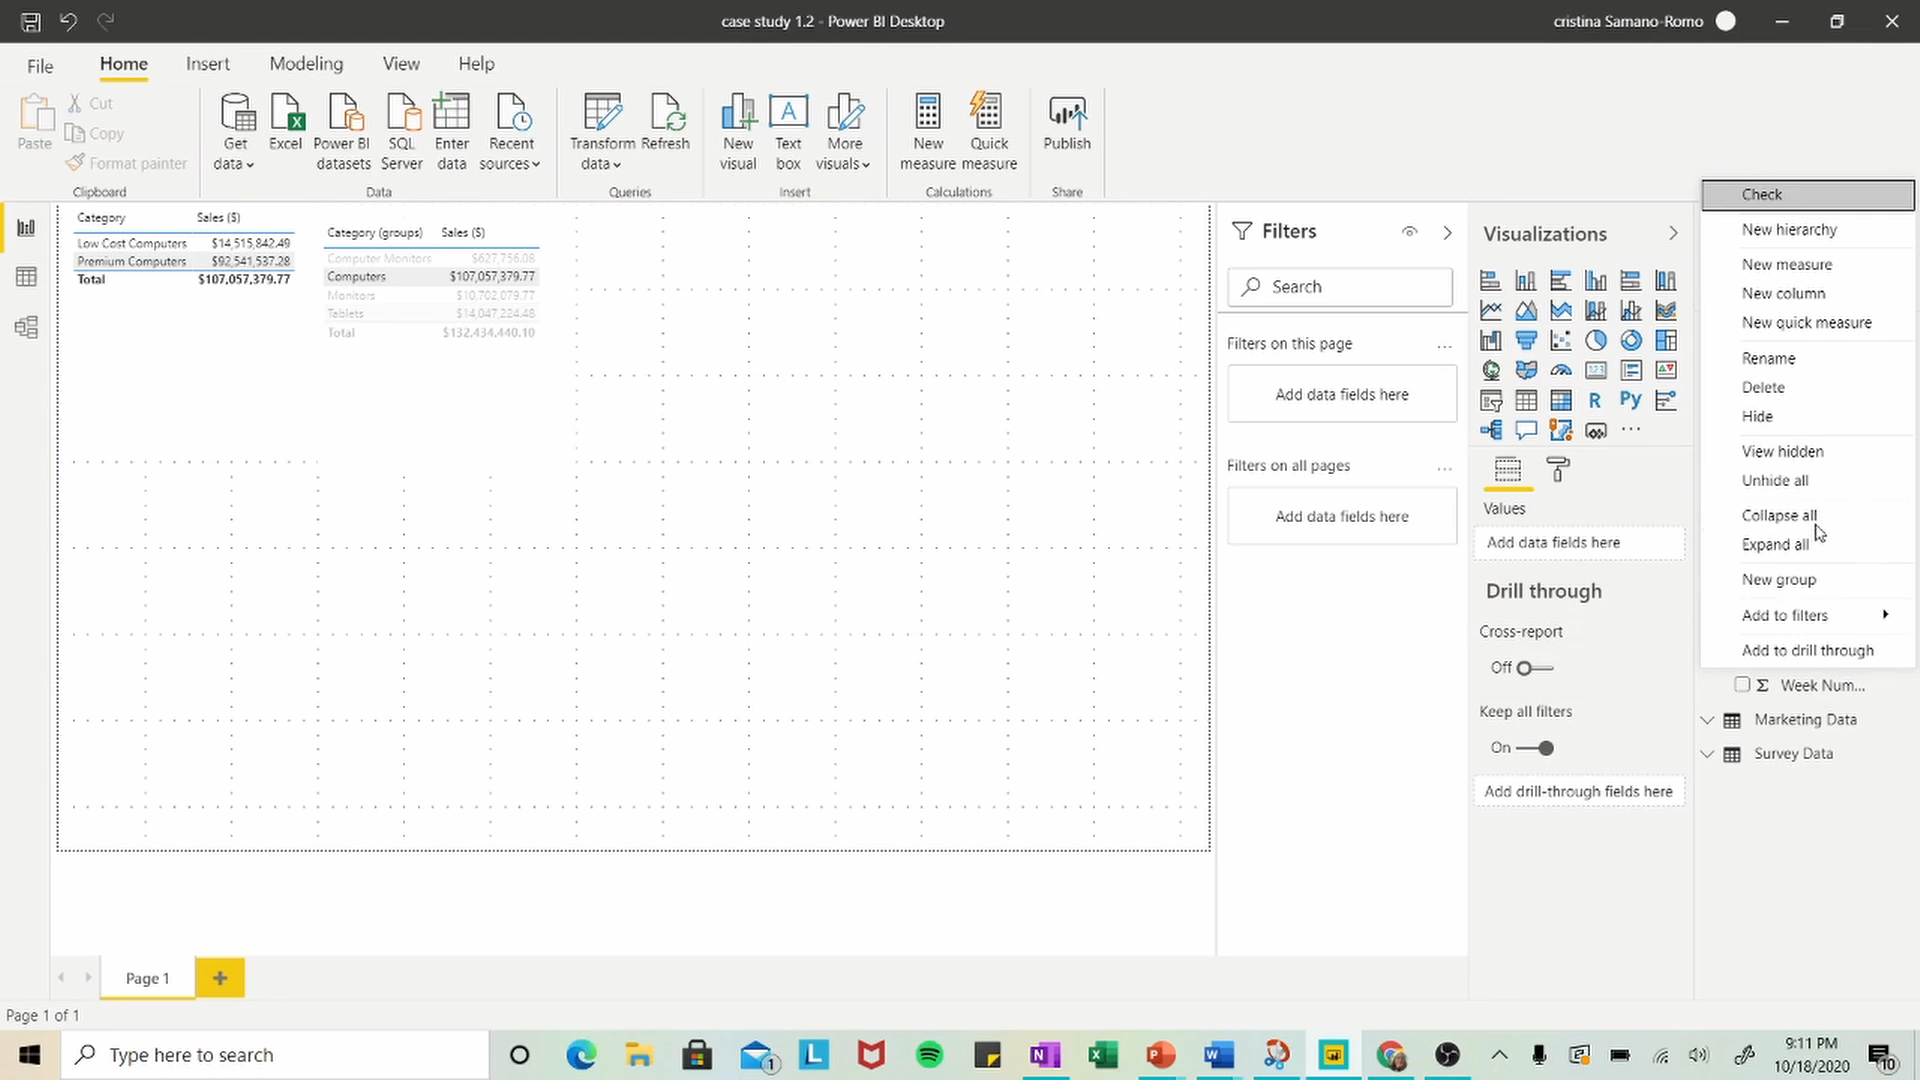 case study 1.2 - Power BI Desktop
cristina Samano-Romo
File Home Insert Modeling View Help
Paste
Cut
Copy
Format painter
Clipboard
Get data
Excel
Power BI datasets
SQL Server
Enter data
Recent sources
Data
Transform data
Refresh
Queries
New visual
Text box
More visuals
Insert
New measure
Quick measure
Calculations
Publish
Share
Category Sales ($)
Low Cost Computers $14,515,842.49
Premium Computers $92,541,537.28
Total $107,057,379.77
Category (groups) Sales ($)
Computer Monitors $627,756.08
Computers $107,057,379.77
Monitors $10,702,079.77
Tablets $14,047,224.48
Total $132,434,440.10
Filters
Search
Filters on this page ...
Add data fields here
Filters on all pages ...
Add data fields here
Visualizations
123
R Py
...
Values
Add data fields here
Drill through
Cross-report
Off
Keep all filters
On
Add drill-through fields here
Check
New hierarchy
New measure
New column
New quick measure
Rename
Delete
Hide
View hidden
Unhide all
Collapse all
Expand all
New group
Add to filters
Add to drill through
Σ Week Num...
Marketing Data
Survey Data
Page 1
+
Page 1 of 1
Type here to search
1
L
N
X
P
W
9:11 PM
10/18/2020
10